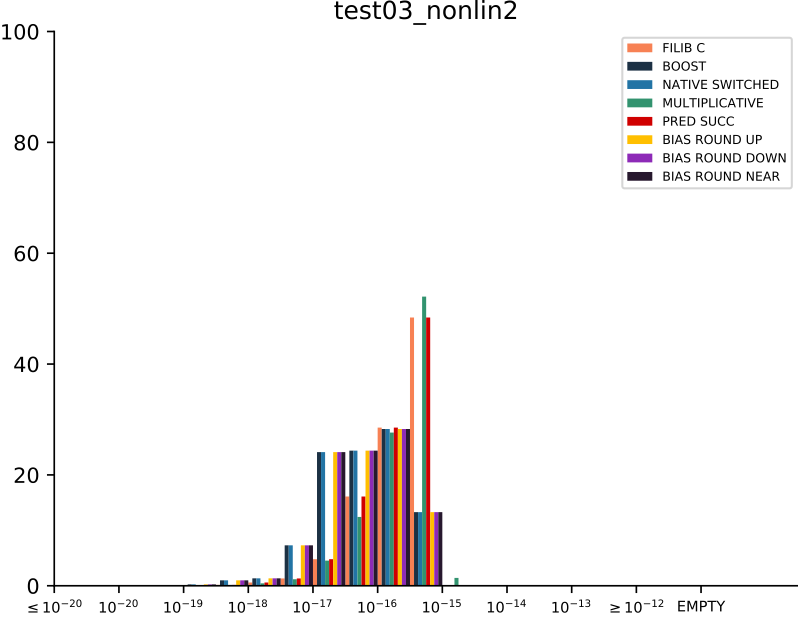 test03_nonlin2
100
80
60
40
20
0
FILIB C
BOOST
NATIVE SWITCHED
MULTIPLICATIVE
PRED SUCC
BIAS ROUND UP
BIAS ROUND DOWN
BIAS ROUND NEAR
≤10⁻²⁰ 10⁻²⁰ 10⁻¹⁹ 10⁻¹⁸ 10⁻¹⁷ 10⁻¹⁶ 10⁻¹⁵ 10⁻¹⁴ 10⁻¹³ ≥10⁻¹² EMPTY